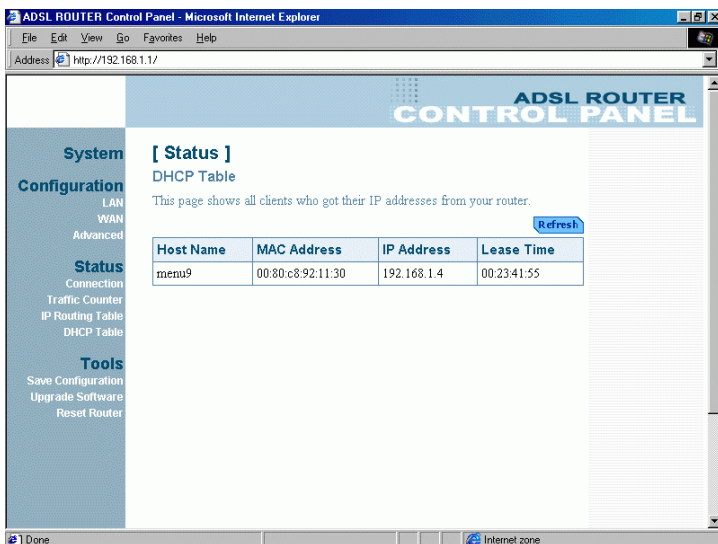 ADSL ROUTER Control Panel - Microsoft Internet Explorer
File Edit View Go Favorites Help
Address http://192.168.1.1/
ADSL ROUTER
CONTROL PANEL
System
Configuration
LAN
WAN
Advanced
Status
Connection
Traffic Counter
IP Routing Table
DHCP Table
Tools
Save Configuration
Upgrade Software
Reset Router
[ Status ]
DHCP Table
This page shows all clients who got their IP addresses from your router.
Refresh
Host Name MAC Address IP Address Lease Time
menu9 00:80:c8:92:11:30 192.168.1.4 00:23:41:55
Done Internet zone